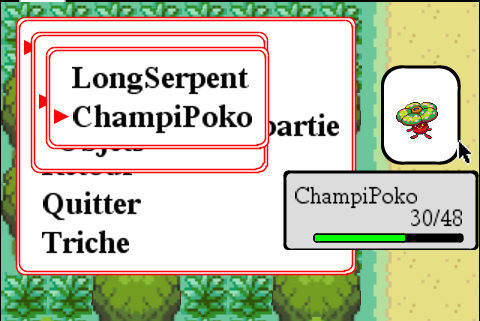 LongSerpent
ChampiPoko
partie
Quitter
Triche
ChampiPoko
30/48